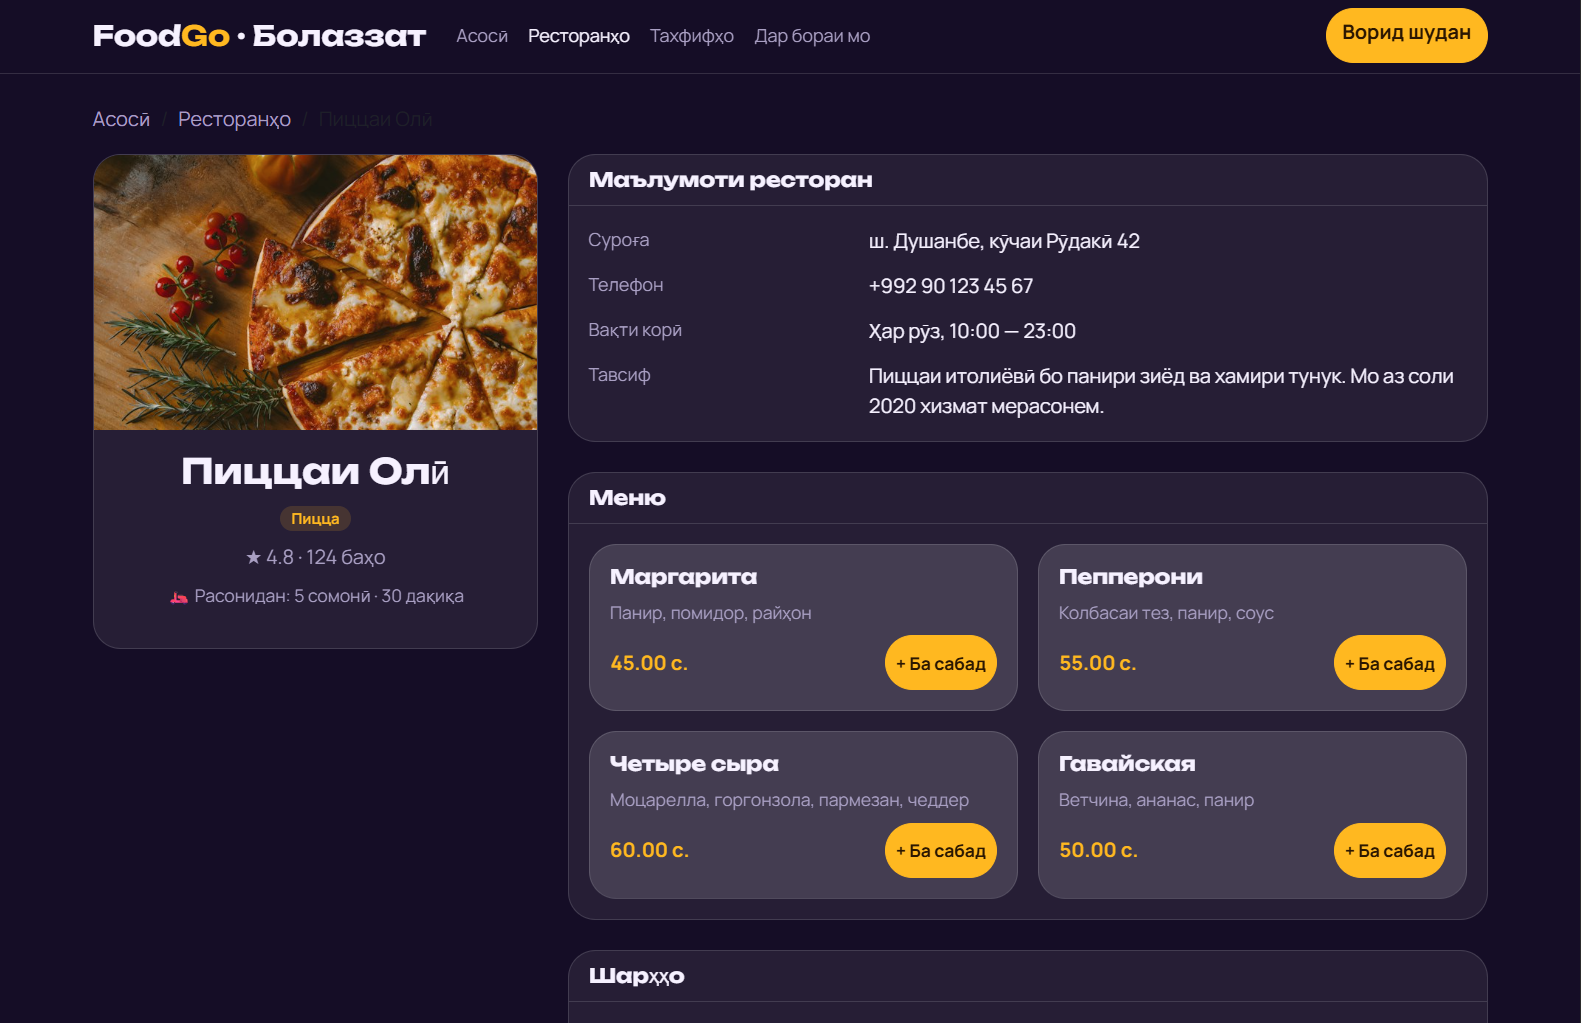 FoodGo · Болаззат
Асосӣ
Ресторанҳо
Тахфифҳо
Дар бораи мо
Ворид шудан
Асосӣ / Ресторанҳо / Пиццаи Олӣ
Пиццаи Олӣ
Пицца
★ 4.8 · 124 баҳо
Расонидан: 5 сомонӣ · 30 дақиқа
Маълумоти ресторан
Суроға
ш. Душанбе, кӯчаи Рӯдакӣ 42
Телефон
+992 90 123 45 67
Вақти корӣ
Ҳар рӯз, 10:00 — 23:00
Тавсиф
Пиццаи итолиёвӣ бо панири зиёд ва хамири тунук. Мо аз соли
2020 хизмат мерасонем.
Меню
Маргарита
Панир, помидор, райҳон
45.00 с.
+ Ба сабад
Пепперони
Колбасаи тез, панир, соус
55.00 с.
+ Ба сабад
Четыре сыра
Моцарелла, горгонзола, пармезан, чеддер
60.00 с.
+ Ба сабад
Гавайская
Ветчина, ананас, панир
50.00 с.
+ Ба сабад
Шарҳҳо